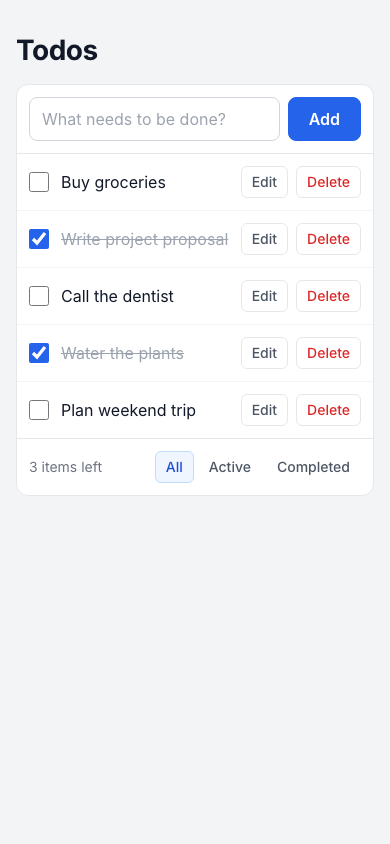 Todos
What needs to be done? Add
Buy groceries Edit Delete
Write project proposal Edit Delete
Call the dentist Edit Delete
Water the plants Edit Delete
Plan weekend trip Edit Delete
3 items left All Active Completed